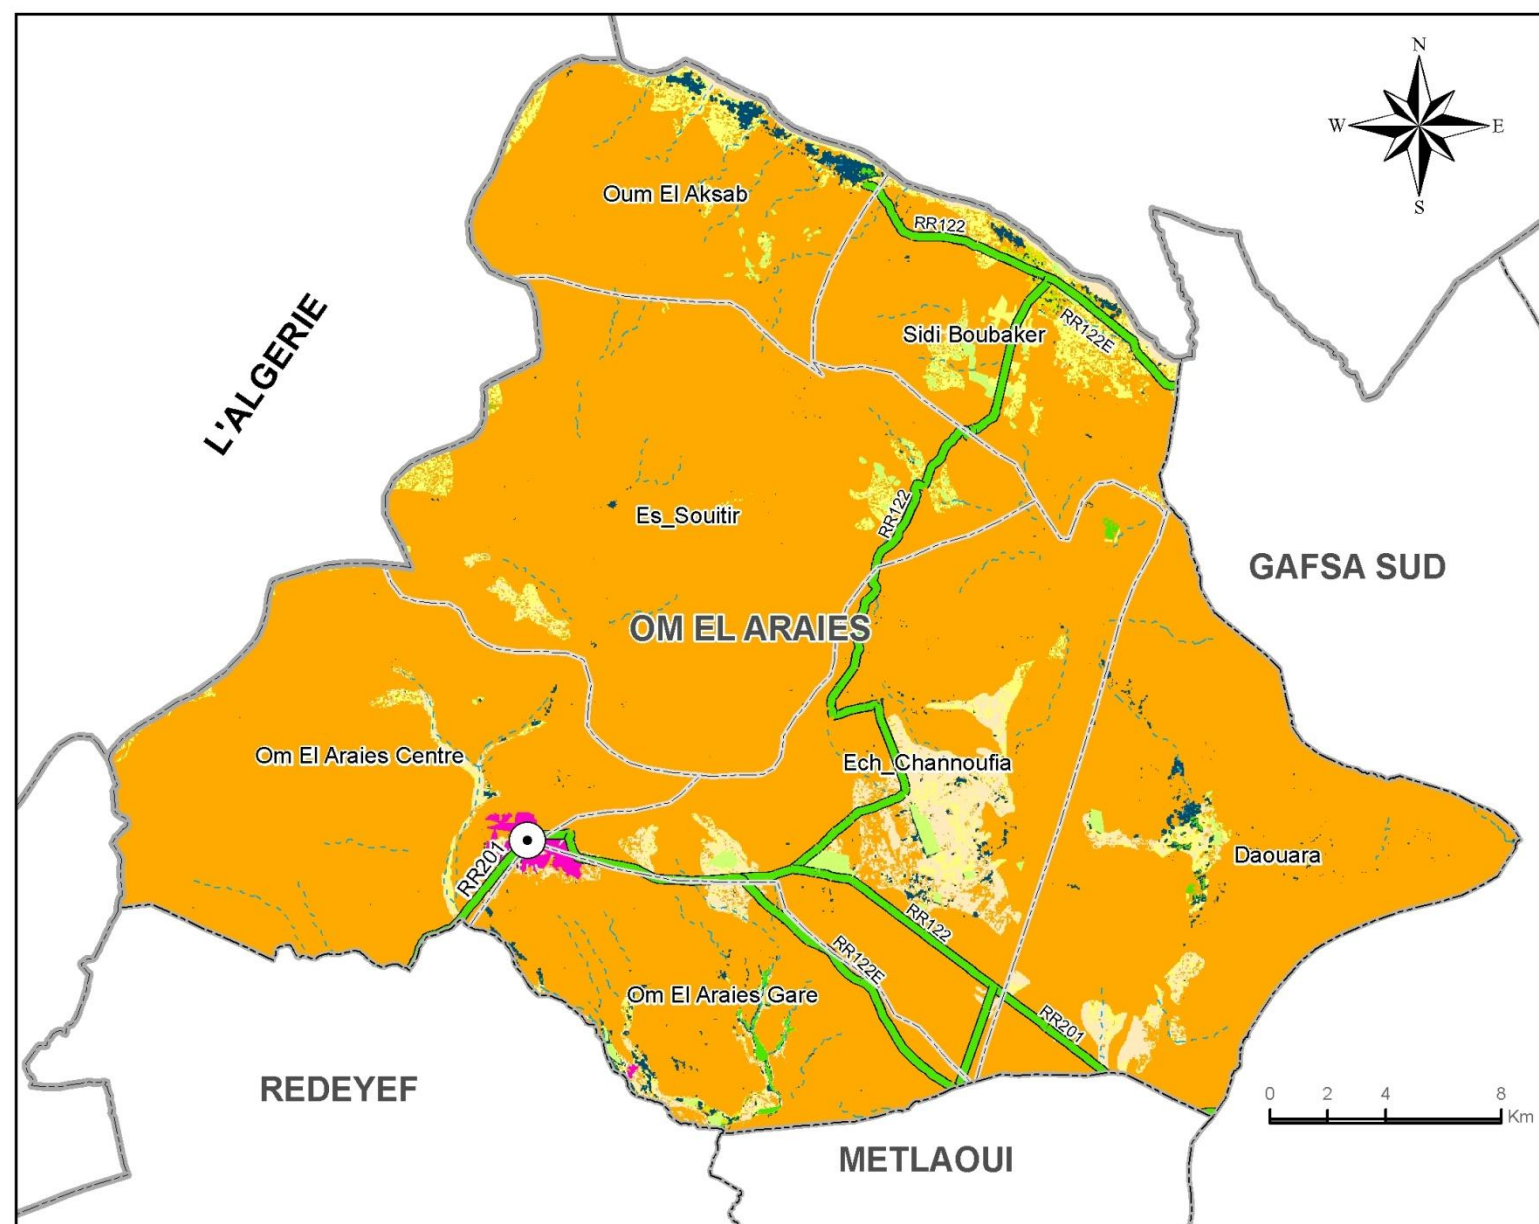 N
W
E
S
Oum El Aksab
RR122
Sidi Boubaker
RR122E
L'ALGERIE
Es_Souitir
RR122
GAFSA SUD
OM EL ARAIES
Om El Araies Centre
Ech_Channoufia
RR201
Daouara
RR122
RR122E
Om El Araies Gare
RR201
REDEYEF
METLAOUI
0 2 4 8
Km